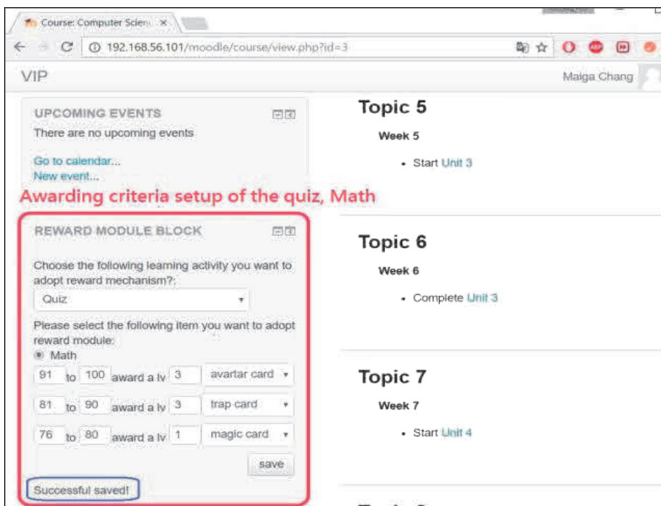 Course: Computer Scien
192.168.56.101/moodle/course/view.php?id=3
VIP
Maiga Chang
UPCOMING EVENTS
There are no upcoming events
Go to calendar...
New event...
Awarding criteria setup of the quiz, Math
REWARD MODULE BLOCK
Choose the following learning activity you want to
adopt reward mechanism?:
Quiz
Please select the following item you want to adopt
reward module:
Math
91 to 100 award a lv 3 avartar card
81 to 90 award a lv 3 trap card
76 to 80 award a lv 1 magic card
save
Successful saved!
Topic 5
Week 5
Start Unit 3
Topic 6
Week 6
Complete Unit 3
Topic 7
Week 7
Start Unit 4